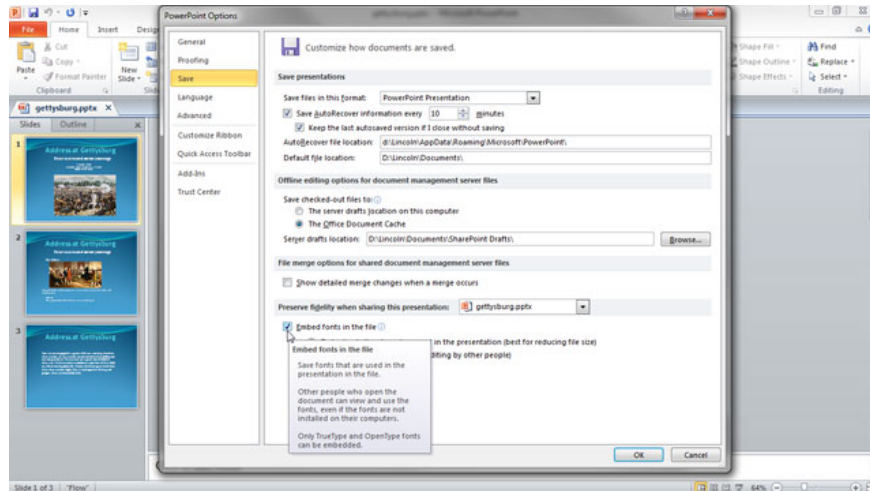 PowerPoint Options
File Home Insert Desig
Cut
Copy
Format Painter
Paste
New
Slide
Clipboard
Shape Fill
Shape Outline
Shape Effects
Find
Replace
Select
Editing
gettysburg.pptx
Slides Outline
1
Address at Gettysburg
2
Address at Gettysburg
3
Address at Gettysburg
General
Proofing
Save
Language
Advanced
Customize Ribbon
Quick Access Toolbar
Add-Ins
Trust Center
Customize how documents are saved.
Save presentations
Save files in this format: PowerPoint Presentation
Save AutoRecover information every 10 minutes
Keep the last autosaved version if I close without saving
AutoRecover file location: d:\Lincoln\AppData\Roaming\Microsoft\PowerPoint\
Default file location: D:\Lincoln\Documents\
Offline editing options for document management server files
Save checked-out files to:
The server drafts location on this computer
The Office Document Cache
Server drafts location: D:\Lincoln\Documents\SharePoint Drafts\
Browse...
File merge options for shared document management server files
Show detailed merge changes when a merge occurs
Preserve fidelity when sharing this presentation: gettysburg.pptx
Embed fonts in the file
in the presentation (best for reducing file size)
diting by other people)
Embed fonts in the file
Save fonts that are used in the
presentation in the file.
Other people who open the
document can view and use the
fonts, even if the fonts are not
installed on their computers.
Only TrueType and OpenType fonts
can be embedded.
OK Cancel
Slide 1 of 3 "Flow" 64%